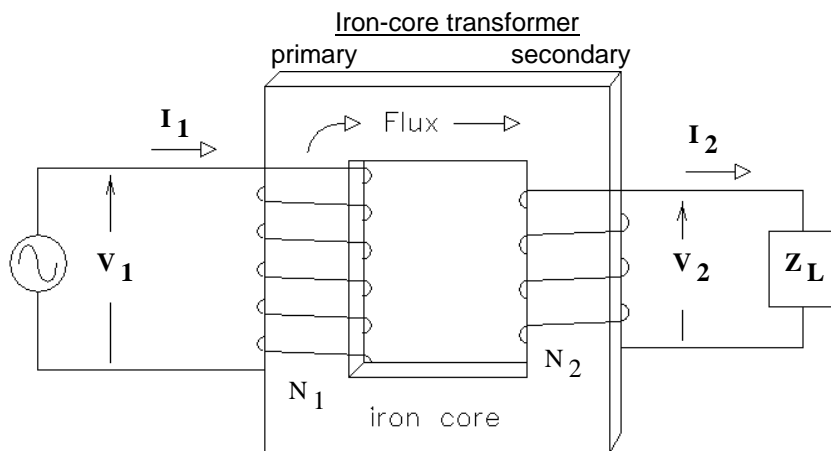 Iron-core transformer
primary secondary
Flux
I1
I2
V1
V2
ZL
N1
N2
iron core